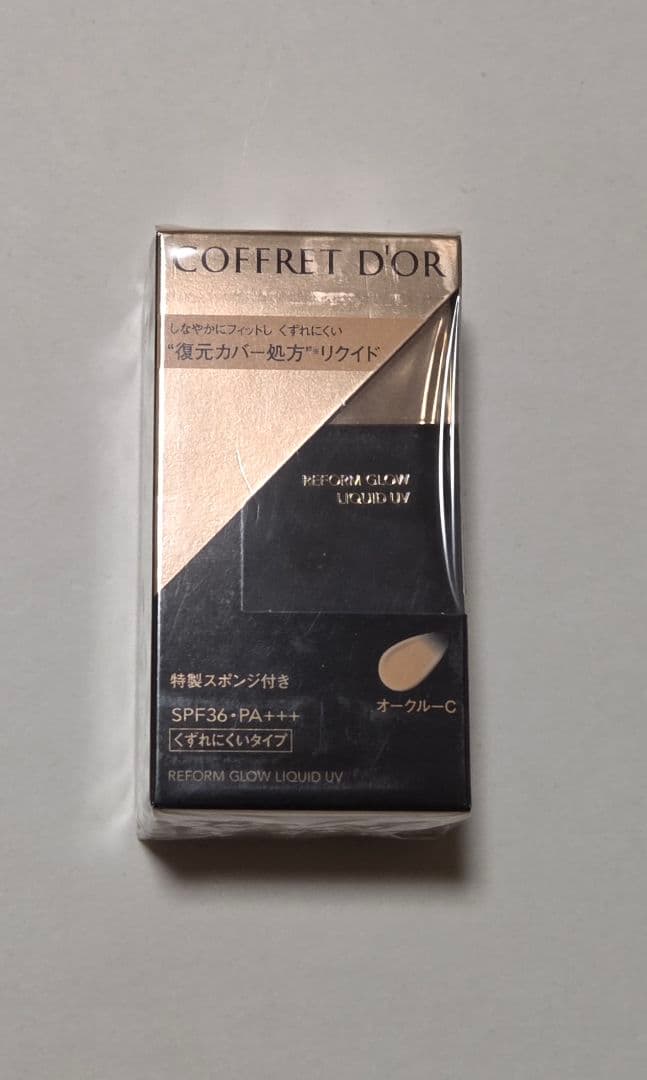 COFFRET D'OR
しなやかにフィットし くずれにくい
“復元カバー処方”※リクイド
REFORM GLOW
LIQUID UV
特製スポンジ付き
オークルーC
SPF36・PA+++
くずれにくいタイプ
REFORM GLOW LIQUID UV